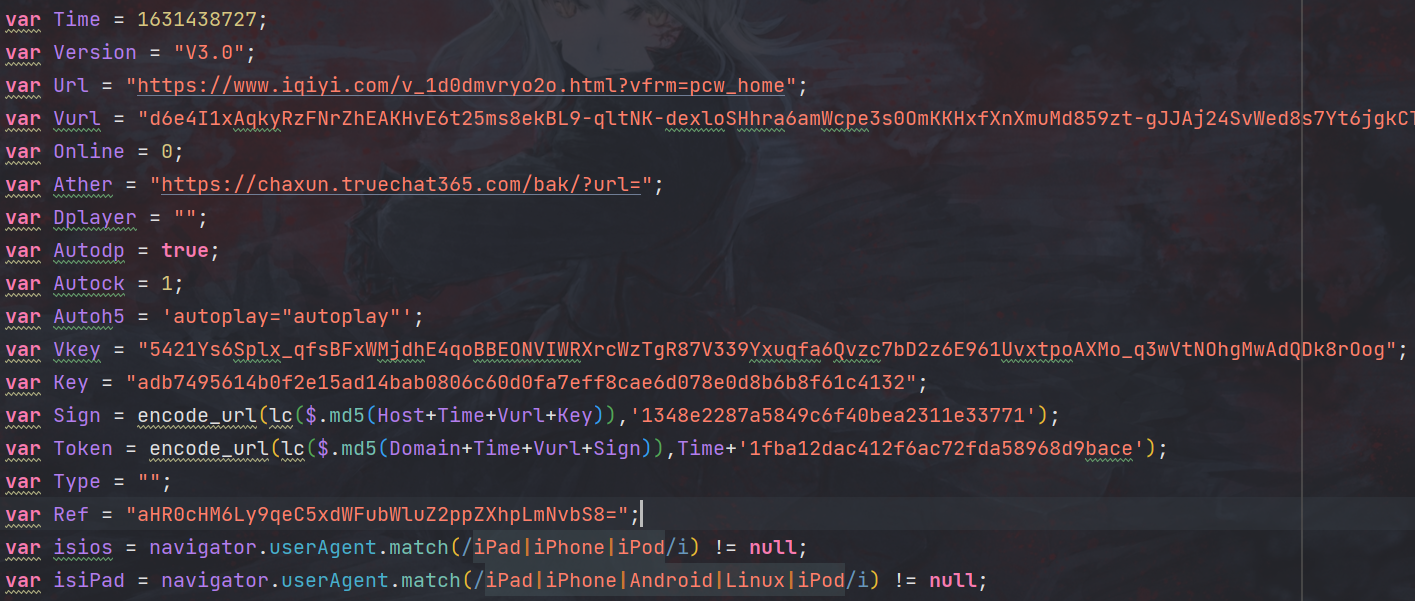 var Time = 1631438727;
var Version = "V3.0";
var Url = "https://www.iqiyi.com/v_1d0dmvryo2o.html?vfrm=pcw_home";
var Vurl = "d6e4I1xAqkyRzFNrZhEAKHvE6t25ms8ekBL9-qltNK-dexloSHhra6amWcpe3s0OmKKHxfXnXmuMd859zt-gJJAj24SvWed8s7Yt6jgkCl
var Online = 0;
var Ather = "https://chaxun.truechat365.com/bak/?url=";
var Dplayer = "";
var Autodp = true;
var Autock = 1;
var Autoh5 = 'autoplay="autoplay"';
var Vkey = "5421Ys6Splx_qfsBFxWMjdhE4qoBBEONVIWRXrcWzTgR87V339Yxuqfa6Qvzc7bD2z6E961UvxtpoAXMo_q3wVtNOhgMwAdQDk8rOog";
var Key = "adb7495614b0f2e15ad14bab0806c60d0fa7eff8cae6d078e0d8b6b8f61c4132";
var Sign = encode_url(lc($.md5(Host+Time+Vurl+Key)),'1348e2287a5849c6f40bea2311e33771');
var Token = encode_url(lc($.md5(Domain+Time+Vurl+Sign)),Time+'1fba12dac412f6ac72fda58968d9bace');
var Type = "";
var Ref = "aHR0cHM6Ly9qeC5xdWFubWluZ2ppZXhpLmNvbS8=";
var isios = navigator.userAgent.match(/iPad|iPhone|iPod/i) != null;
var isiPad = navigator.userAgent.match(/iPad|iPhone|Android|Linux|iPod/i) != null;